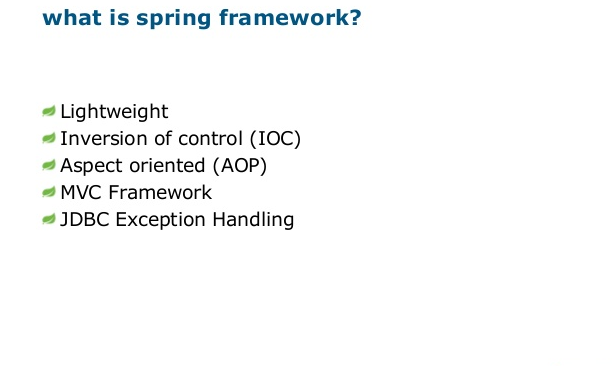 what is spring framework?
Lightweight
Inversion of control (IOC)
Aspect oriented (AOP)
MVC Framework
JDBC Exception Handling